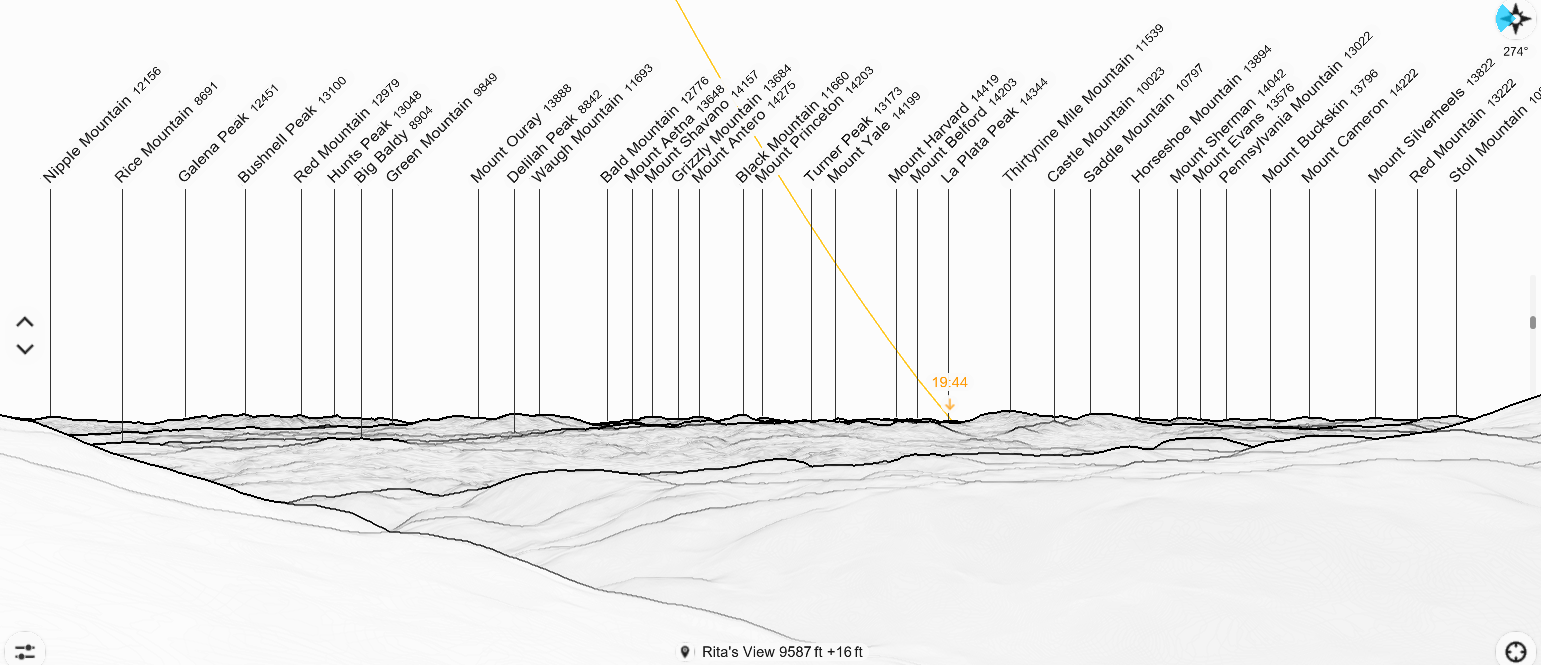 274°
Nipple Mountain 12156
Rice Mountain 8691
Galena Peak 12451
Bushnell Peak 13100
Red Mountain 12979
Hunts Peak 13048
Big Baldy 8904
Green Mountain 9849
Mount Ouray 13888
Delilah Peak 8842
Waugh Mountain 11693
Bald Mountain 12776
Mount Aetna 13648
Mount Shavano 14157
Grizzly Mountain 13684
Mount Antero 14275
Black Mountain 11660
Mount Princeton 14203
Turner Peak 13173
Mount Yale 14199
Mount Harvard 14419
Mount Belford 14203
La Plata Peak 14344
Thirtynine Mile Mountain 11539
Castle Mountain 10023
Saddle Mountain 10797
Horseshoe Mountain 13894
Mount Sherman 14042
Mount Evans 13576
Pennsylvania Mountain 13022
Mount Buckskin 13796
Mount Cameron 14222
Mount Silverheels 13822
Red Mountain 13222
Stoll Mountain
19:44
Rita's View 9587 ft +16 ft